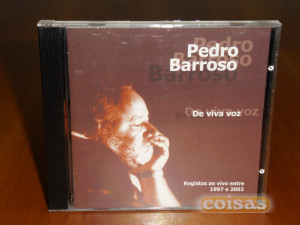 Pedro
Barroso
De viva voz
Registos ao vivo entre
1997 e 2002
coisas